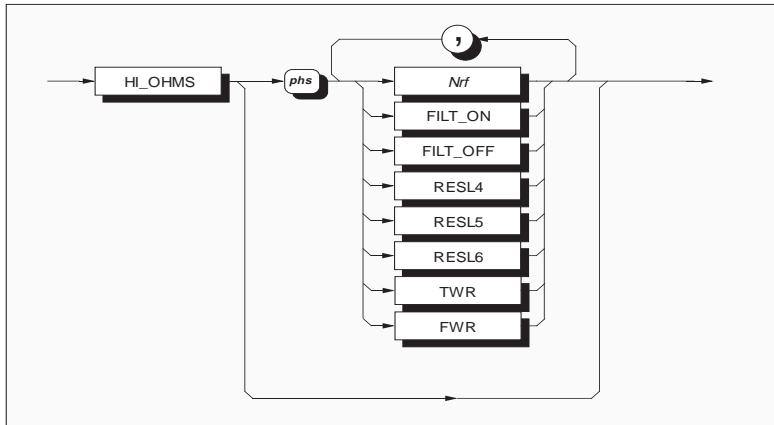 ,
HI_OHMS
phs
Nrf
FILT_ON
FILT_OFF
RESL4
RESL5
RESL6
TWR
FWR